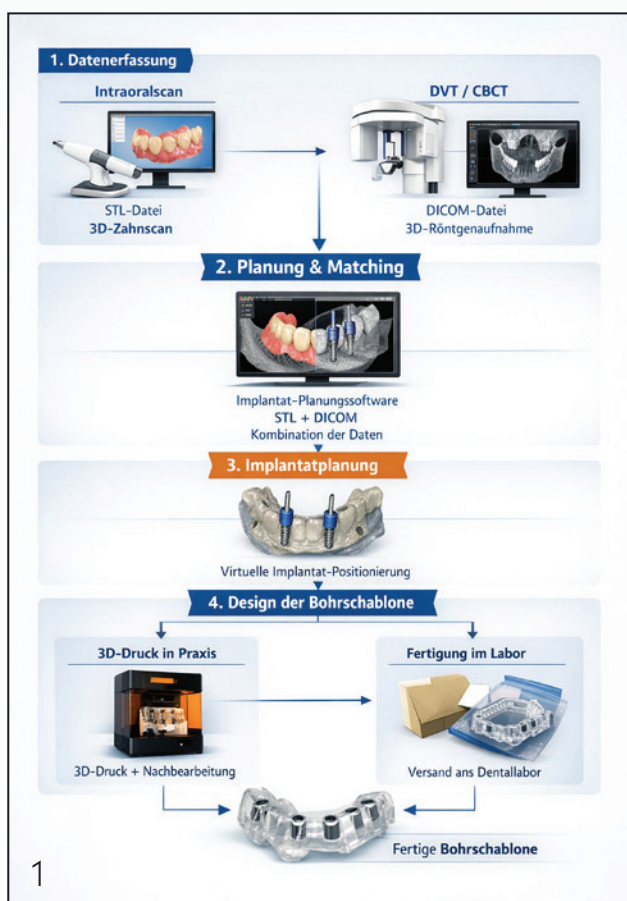 1. Datenerfassung
Intraoralscan
STL-Datei
3D-Zahnscan
DVT / CBCT
DICOM-Datei
3D-Röntgenaufnahme
2. Planung & Matching
Implantat-Planungssoftware
STL + DICOM
Kombination der Daten
3. Implantatplanung
Virtuelle Implantat-Positionierung
4. Design der Bohrschablone
3D-Druck in Praxis
3D-Druck + Nachbearbeitung
Fertigung im Labor
Versand ans Dentallabor
Fertige Bohrschablone
1